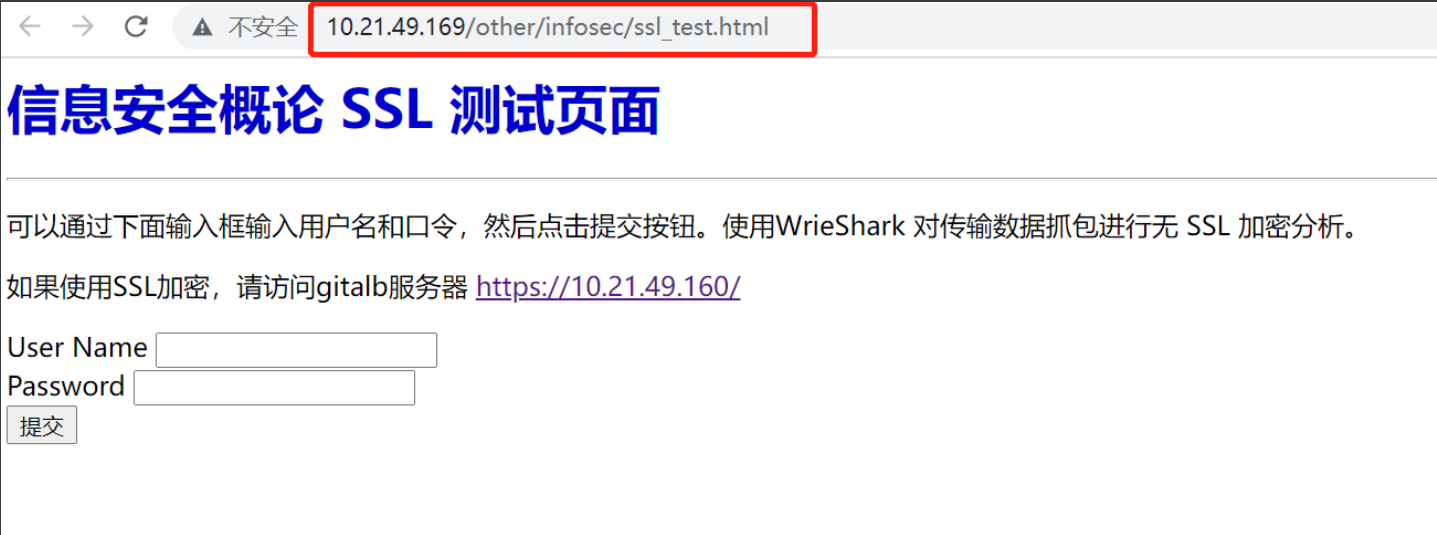 不安全 10.21.49.169/other/infosec/ssl_test.html
信息安全概论 SSL 测试页面
可以通过下面输入框输入用户名和口令，然后点击提交按钮。使用WrieShark 对传输数据抓包进行无 SSL 加密分析。
如果使用SSL加密，请访问gitalb服务器 https://10.21.49.160/
User Name
Password
提交